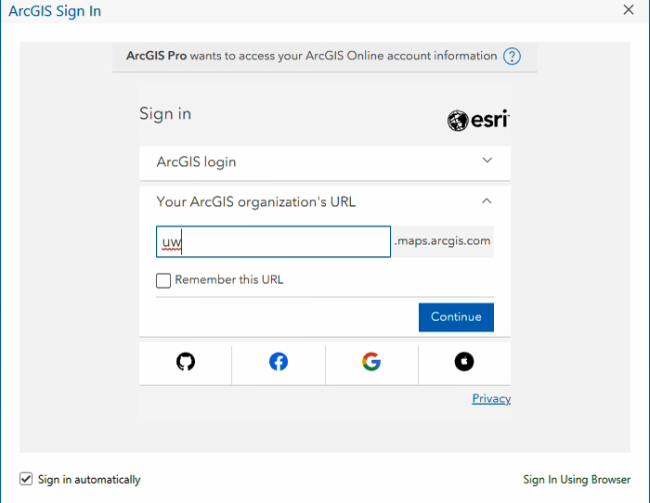 ArcGIS Sign In
ArcGIS Pro wants to access your ArcGIS Online account information ?
Sign in
esri
ArcGIS login
Your ArcGIS organization's URL
uw .maps.arcgis.com
Remember this URL
Continue
Privacy
Sign in automatically Sign In Using Browser